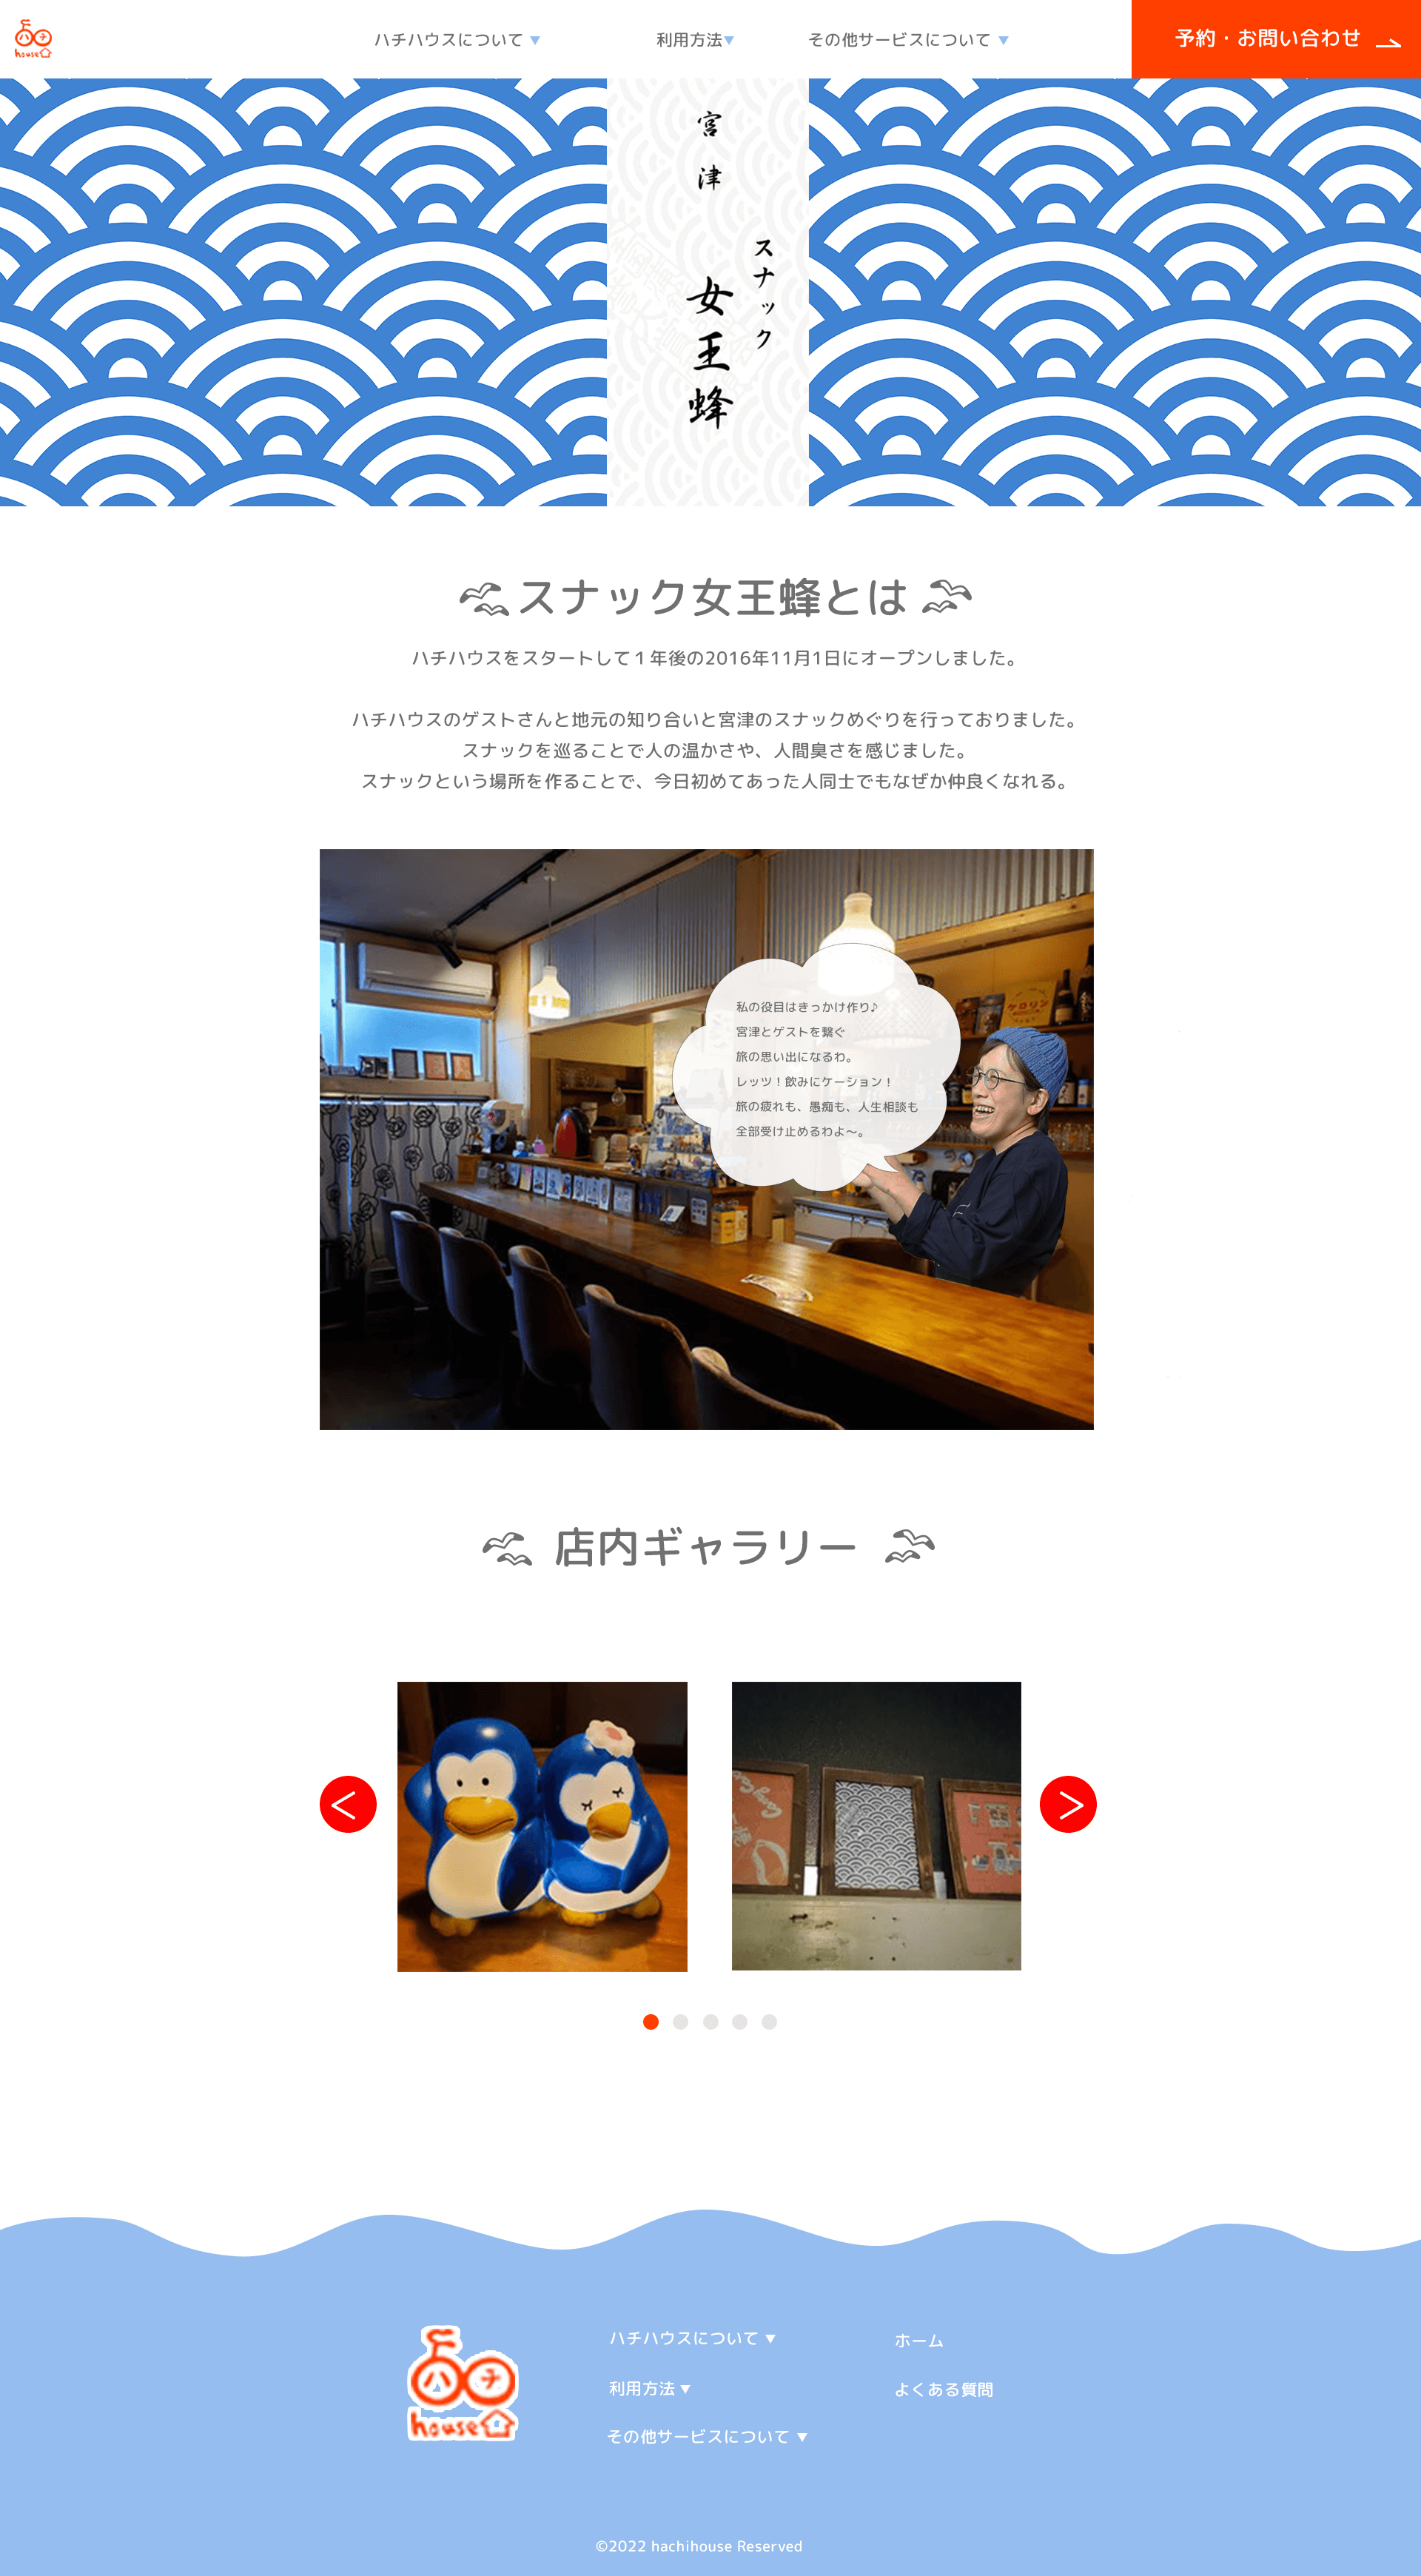 ハチ
house
ハチハウスについて ▼
利用方法▼
その他サービスについて ▼
予約・お問い合わせ
宮津
スナック
女王蜂
スナック女王蜂とは
ハチハウスをスタートして１年後の2016年11月1日にオープンしました。
ハチハウスのゲストさんと地元の知り合いと宮津のスナックめぐりを行っておりました。
スナックを巡ることで人の温かさや、人間臭さを感じました。
スナックという場所を作ることで、今日初めてあった人同士でもなぜか仲良くなれる。
ケロリン
私の役目はきっかけ作り♪
宮津とゲストを繋ぐ
旅の思い出になるわ。
レッツ！飲みにケーション！
旅の疲れも、愚痴も、人生相談も
全部受け止めるわよ〜。
店内ギャラリー
＜
＞
ハチ
house
ハチハウスについて ▼
利用方法 ▼
その他サービスについて ▼
ホーム
よくある質問
©2022 hachihouse Reserved